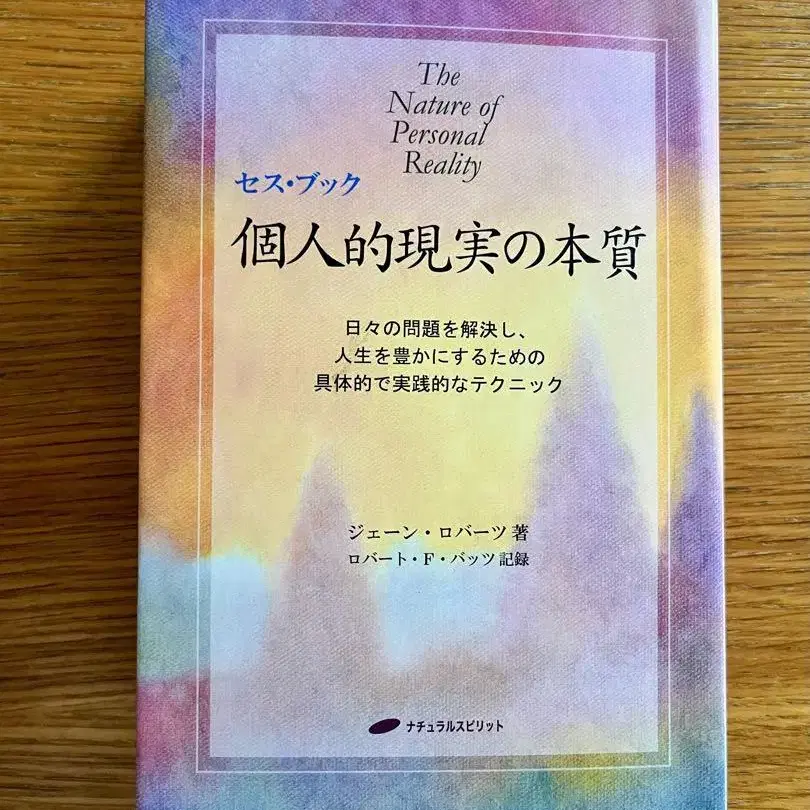 The
Nature of
Personal
Reality
セス・ブック
個人的現実の本質
日々の問題を解決し、
人生を豊かにするための
具体的で実践的なテクニック
ジェーン・ロバーツ 著
ロバート・F・バッツ 記録
ナチュラルスピリット